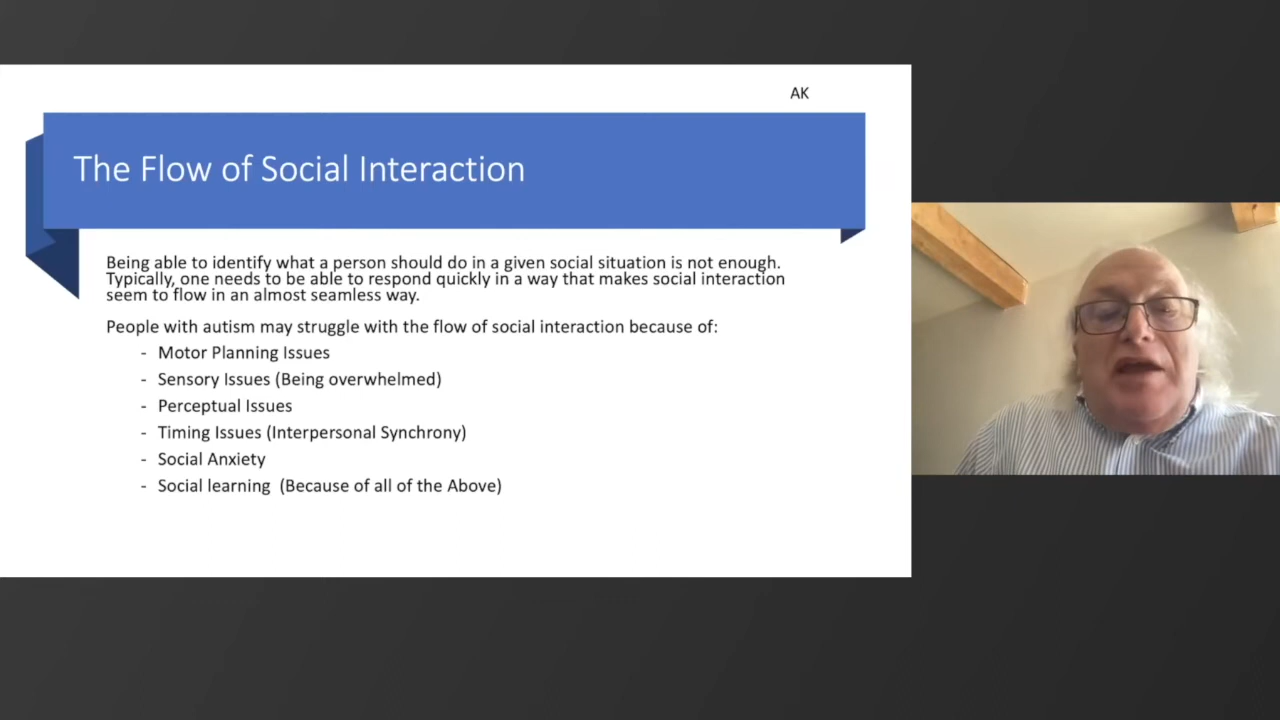 AK
The Flow of Social Interaction
Being able to identify what a person should do in a given social situation is not enough.
Typically, one needs to be able to respond quickly in a way that makes social interaction
seem to flow in an almost seamless way.
People with autism may struggle with the flow of social interaction because of:
- Motor Planning Issues
- Sensory Issues (Being overwhelmed)
- Perceptual Issues
- Timing Issues (Interpersonal Synchrony)
- Social Anxiety
- Social learning  (Because of all of the Above)